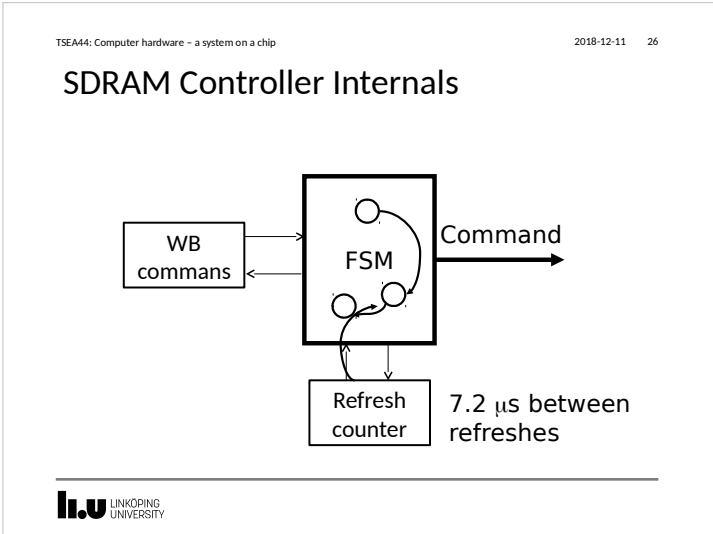 TSEA44: Computer hardware – a system on a chip
2018-12-11 26
SDRAM Controller Internals
WB
commans
FSM
Command
Refresh
counter
7.2 μs between
refreshes
li.u LINKÖPING
UNIVERSITY